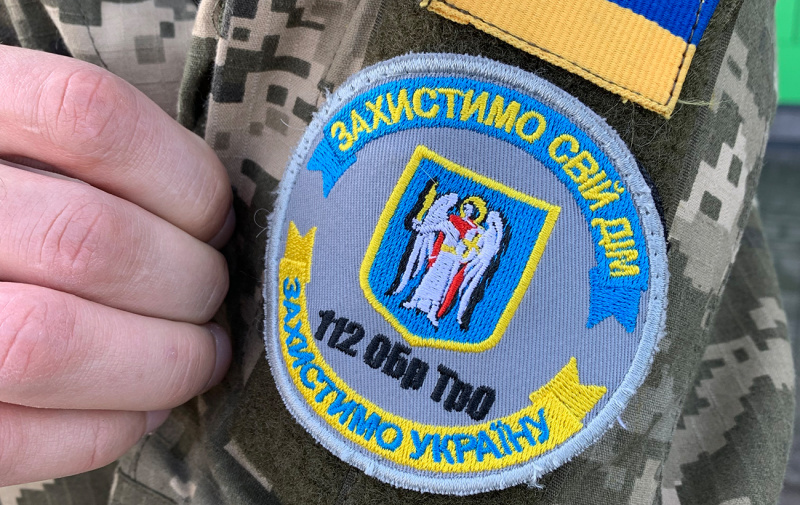 ЗАХИСТИМО СВІЙ ДІМ
112 ОБр ТрО
ЗАХИСТИМО УКРАЇНУ